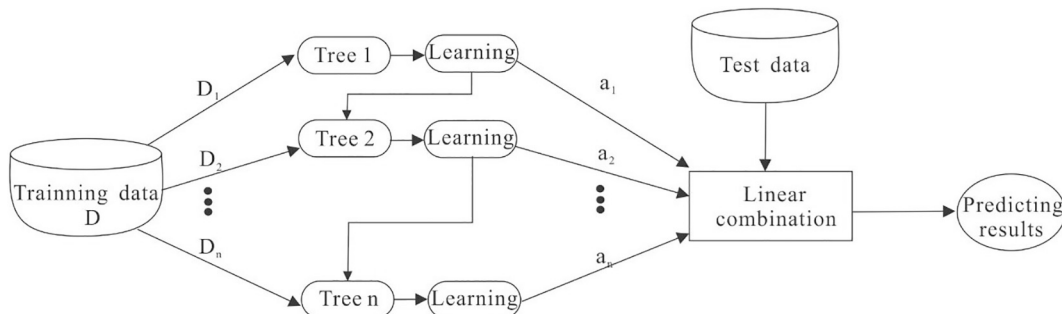 Tree 1
Learning
D₁
a₁
Test data
Tree 2
Learning
D₂
a₂
Trainning data
D
Linear
combination
Predicting
results
Dₙ
aₙ
Tree n
Learning